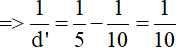 => 1/d' = 1/5 - 1/10 = 1/10